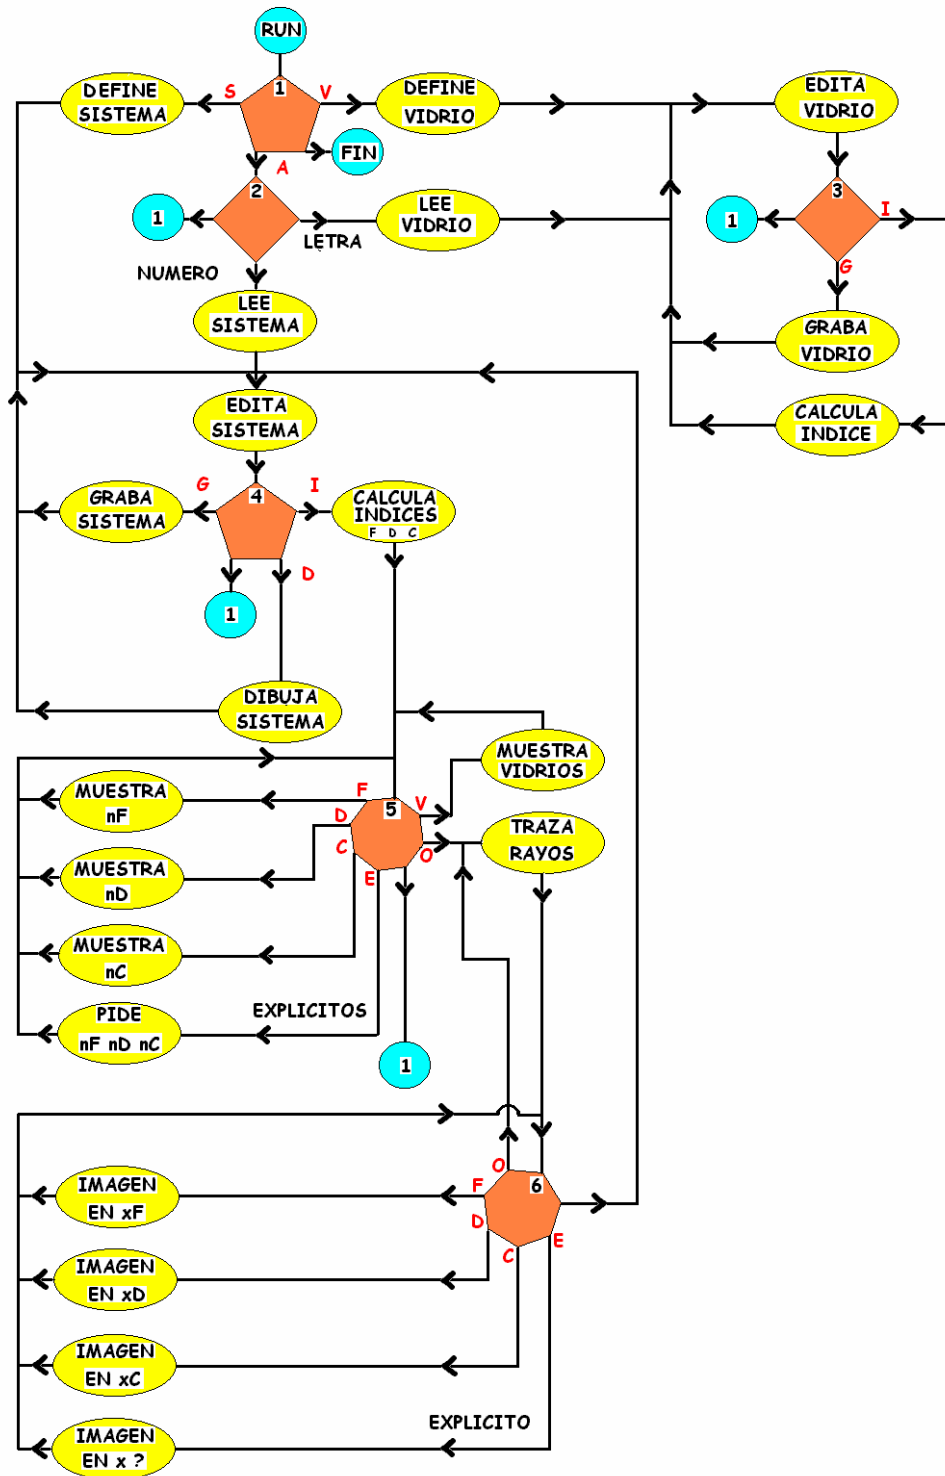 RUN
1
S
V
DEFINE
SISTEMA
DEFINE
VIDRIO
EDITA
VIDRIO
FIN
A
2
3
1
LETRA
LEE
VIDRIO
1
I
NUMERO
G
LEE
SISTEMA
GRABA
VIDRIO
EDITA
SISTEMA
CALCULA
INDICE
G
4
I
GRABA
SISTEMA
CALCULA
INDICES
F D C
D
1
DIBUJA
SISTEMA
MUESTRA
VIDRIOS
MUESTRA
nF
F
5
V
D
C
O
E
TRAZA
RAYOS
MUESTRA
nD
MUESTRA
nC
PIDE
nF nD nC
EXPLICITOS
1
O
6
F
D
C
E
IMAGEN
EN xF
IMAGEN
EN xD
IMAGEN
EN xC
EXPLICITO
IMAGEN
EN x ?